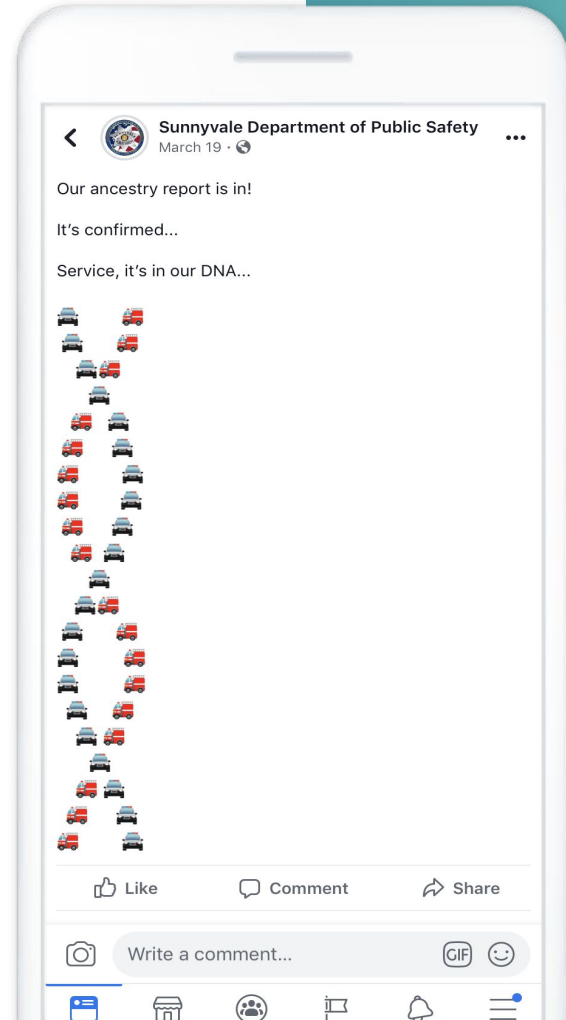 Sunnyvale Department of Public Safety
March 19 ·
Our ancestry report is in!
It’s confirmed...
Service, it’s in our DNA...
Like Comment Share
Write a comment... GIF